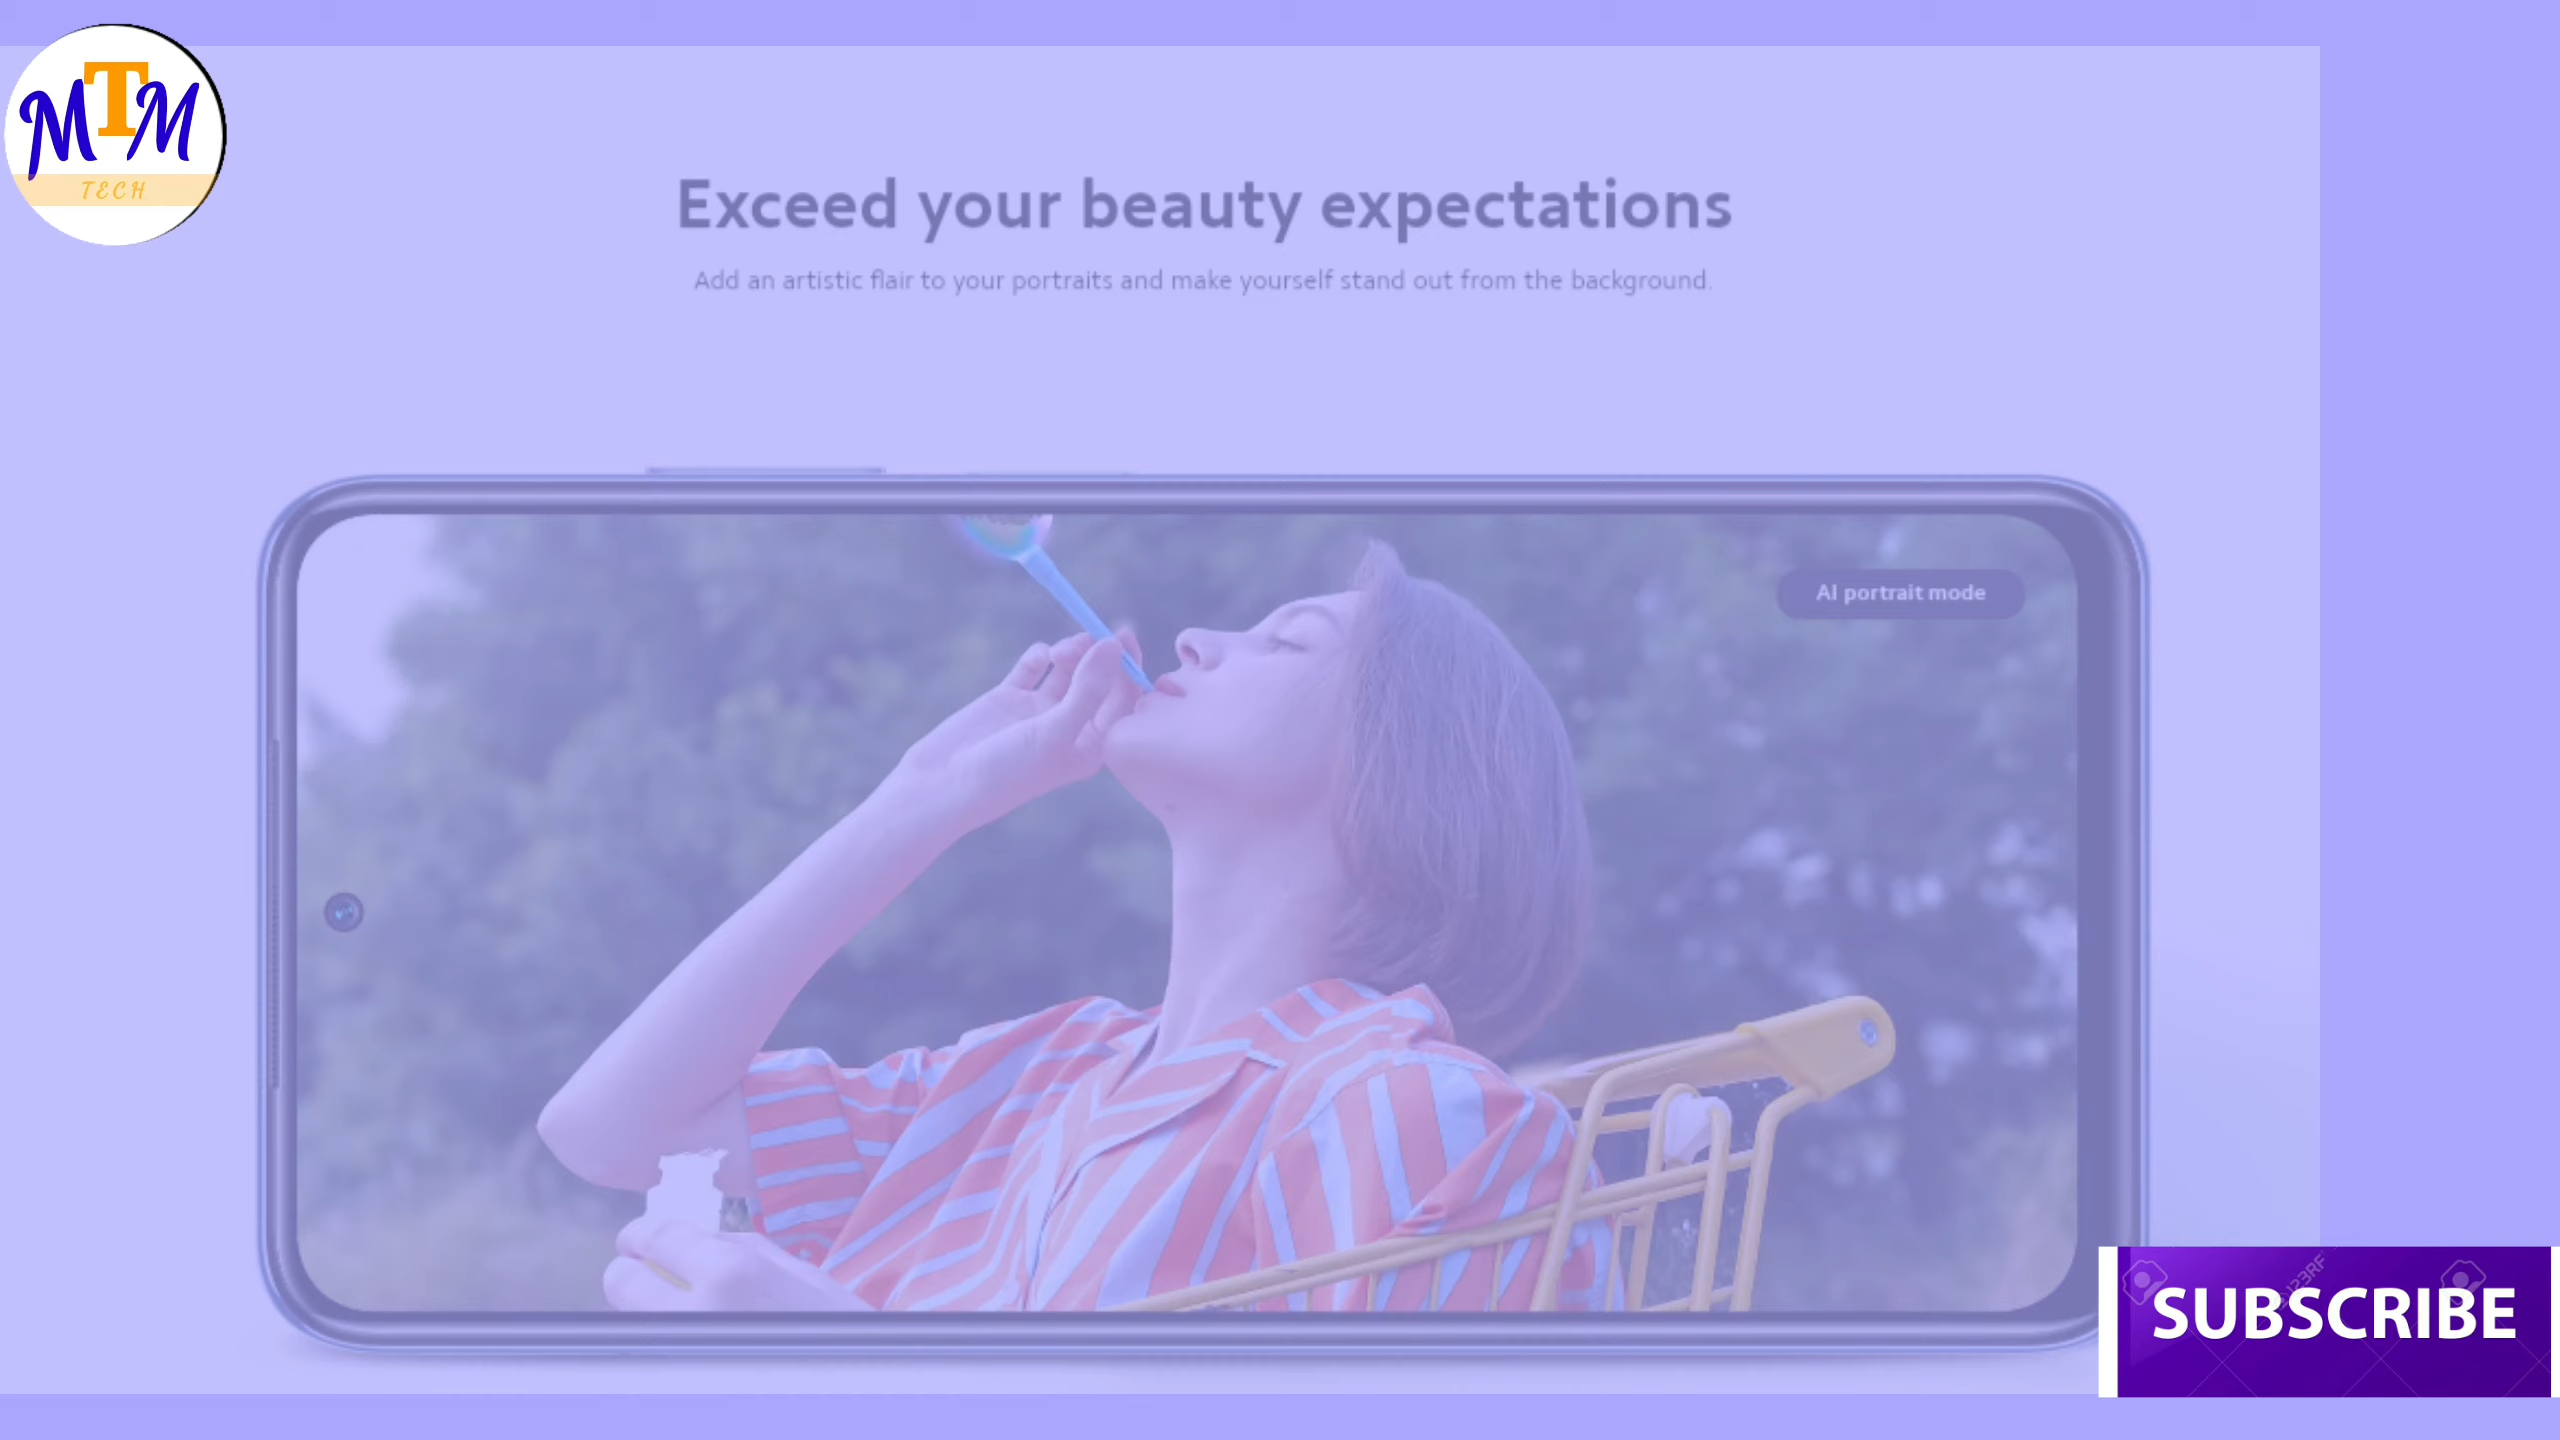 MTM
TECH
Exceed your beauty expectations
Add an artistic flair to your portraits and make yourself stand out from the background.
AI portrait mode
SUBSCRIBE
123RF